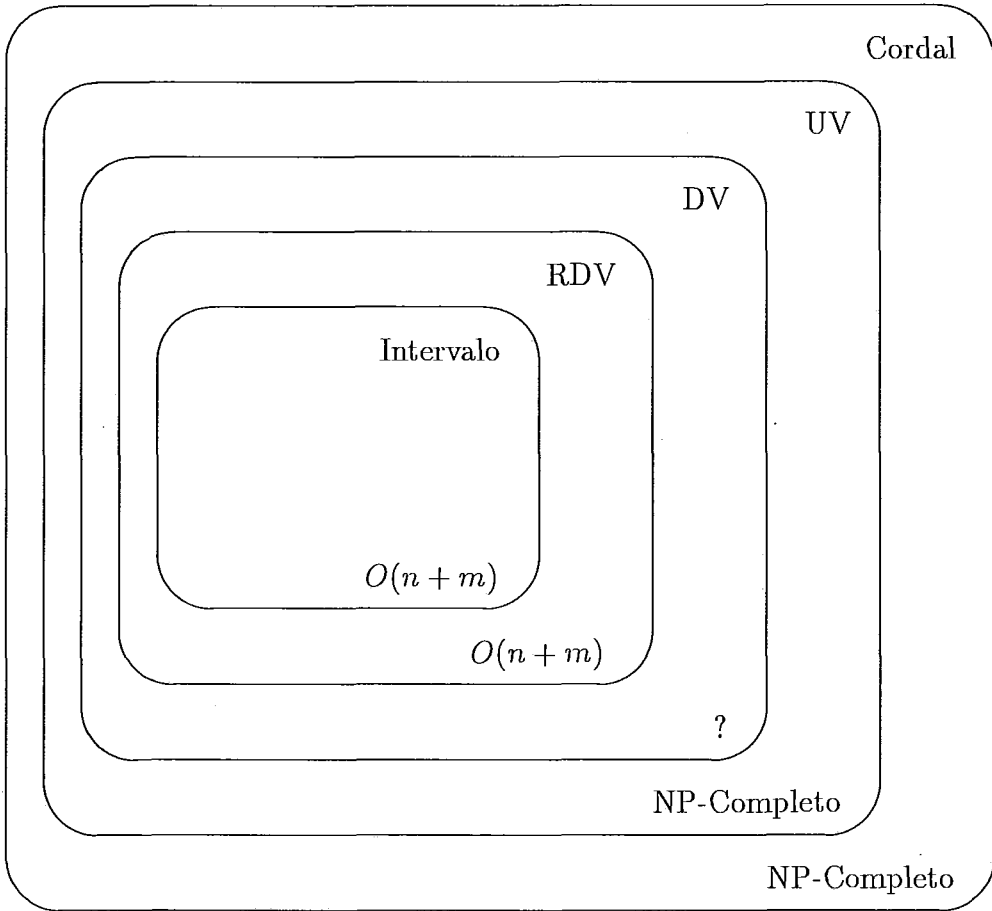 Cordal
UV
DV
RDV
Intervalo
O(n + m)
O(n + m)
?
NP-Completo
NP-Completo